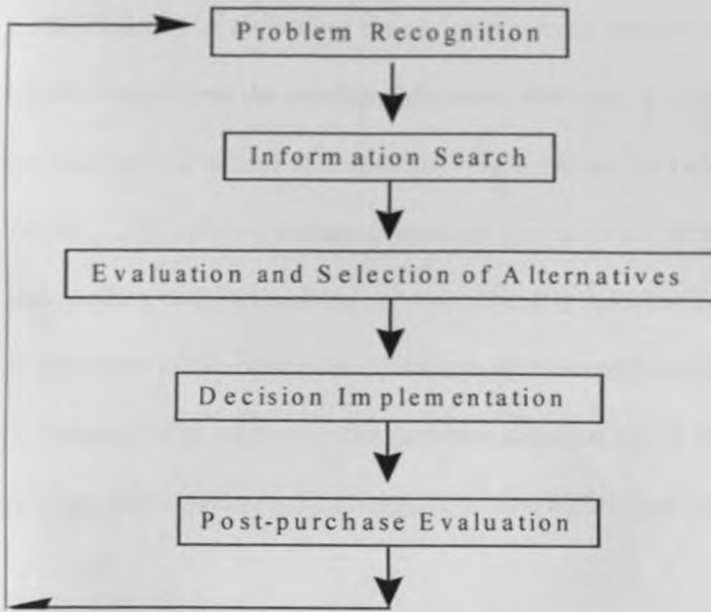 Problem Recognition
Information Search
Evaluation and Selection of Alternatives
Decision Implementation
Post-purchase Evaluation